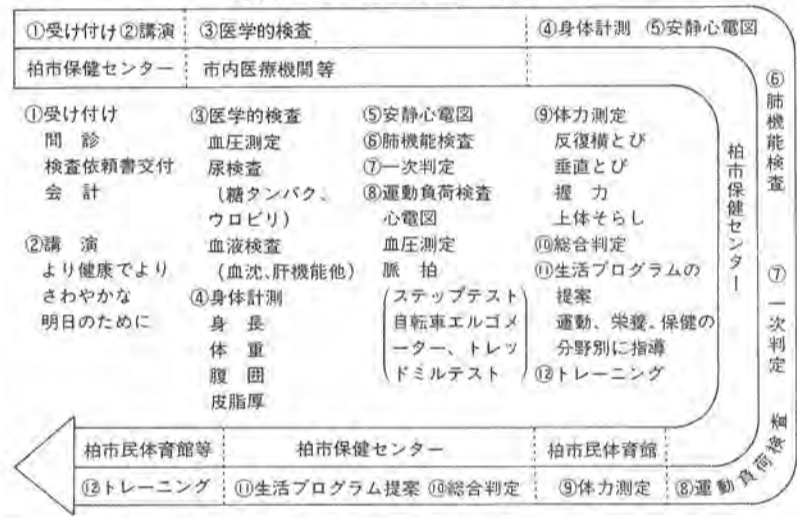 ①受け付け②講演 ③医学的検査 ④身体計測 ⑤安静心電図
柏市保健センター 市内医療機関等
⑥肺機能検査
⑦一次判定
柏市保健センター
①受け付け
問診
検査依頼書交付
会計
②講演
より健康でより
さわやかな
明日のために
③医学的検査
血圧測定
尿検査
(糖タンパク、
ウロビリ)
血液検査
(血沈、肝機能他)
④身体計測
身長
体重
腹囲
皮脂厚
⑤安静心電図
⑥肺機能検査
⑦一次判定
⑧運動負荷検査
心電図
血圧測定
脈拍
(ステップテスト
自転車エルゴメ
ーター、トレッ
ドミルテスト)
⑨体力測定
反復横とび
垂直とび
握力
上体そらし
⑩総合判定
⑪生活プログラムの
提案
運動、栄養、保健の
分野別に指導
⑫トレーニング
柏市民体育館等 柏市保健センター 柏市民体育館
⑫トレーニング ⑪生活プログラム提案 ⑩総合判定 ⑨体力測定 ⑧運動負荷検査